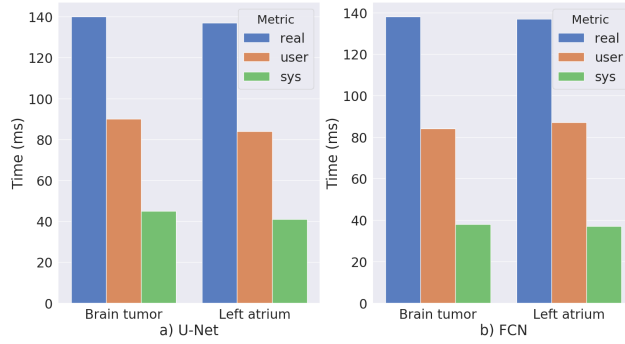 Time (ms)
140
120
100
80
60
40
20
0
Metric
real
user
sys
Brain tumor
Left atrium
a) U-Net
Time (ms)
140
120
100
80
60
40
20
0
Metric
real
user
sys
Brain tumor
Left atrium
b) FCN